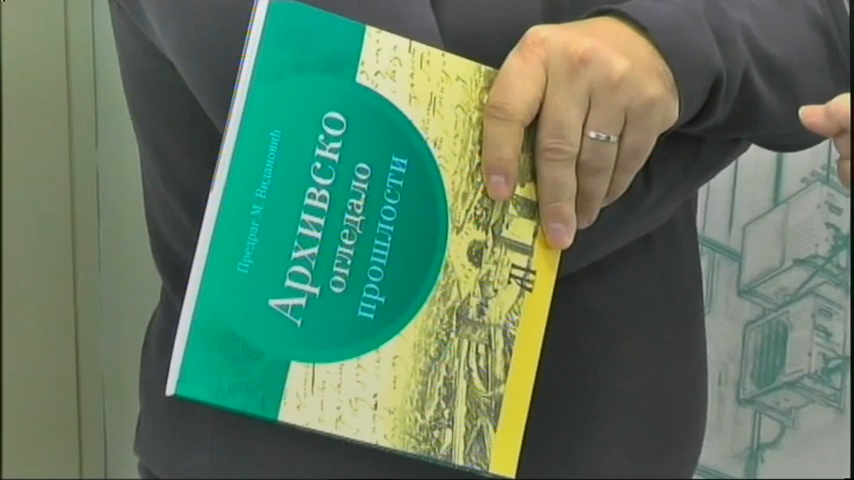 Предраг М. Видановић
Архивско
огледало
прошлости